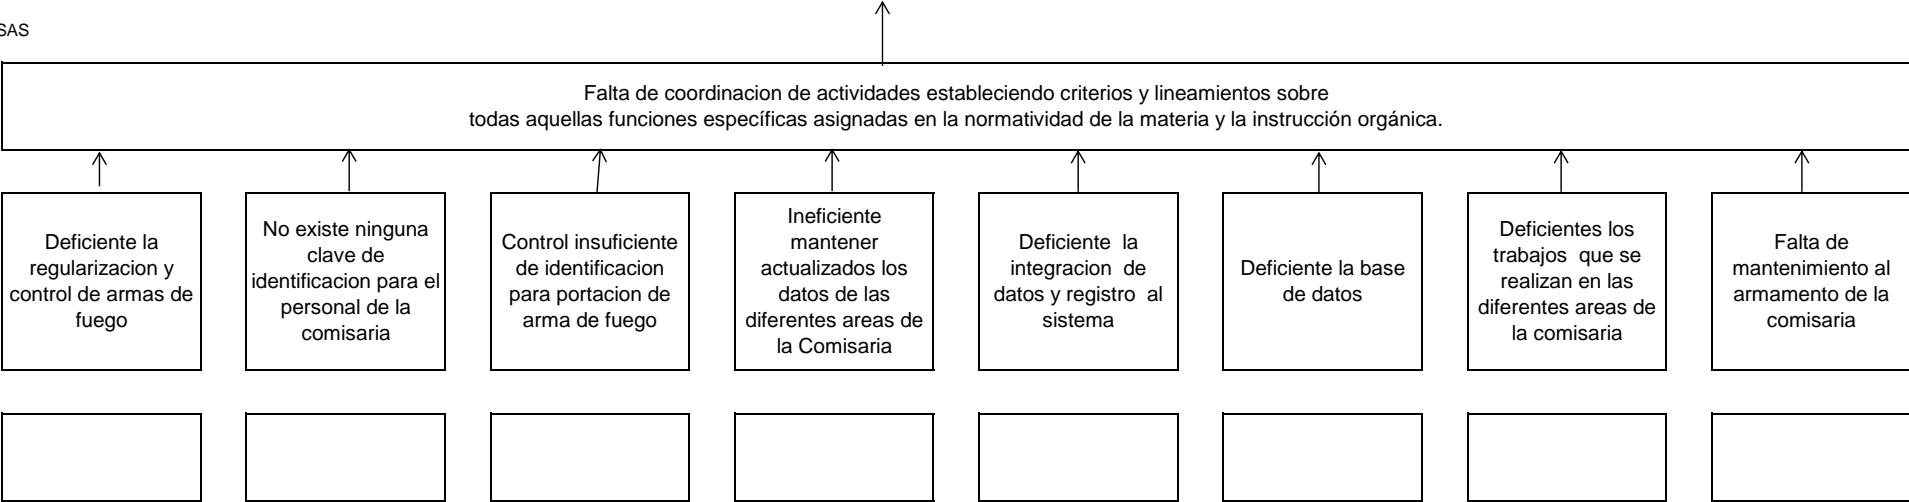 SAS
Falta de coordinacion de actividades estableciendo criterios y lineamientos sobre
todas aquellas funciones específicas asignadas en la normatividad de la materia y la instrucción orgánica.
Deficiente la
regularizacion y
control de armas de
fuego
No existe ninguna
clave de
identificacion para el
personal de la
comisaria
Control insuficiente
de identificacion
para portacion de
arma de fuego
Ineficiente
mantener
actualizados los
datos de las
diferentes areas de
la Comisaria
Deficiente la
integracion de
datos y registro al
sistema
Deficiente la base
de datos
Deficientes los
trabajos que se
realizan en las
diferentes areas de
la comisaria
Falta de
mantenimiento al
armamento de la
comisaria